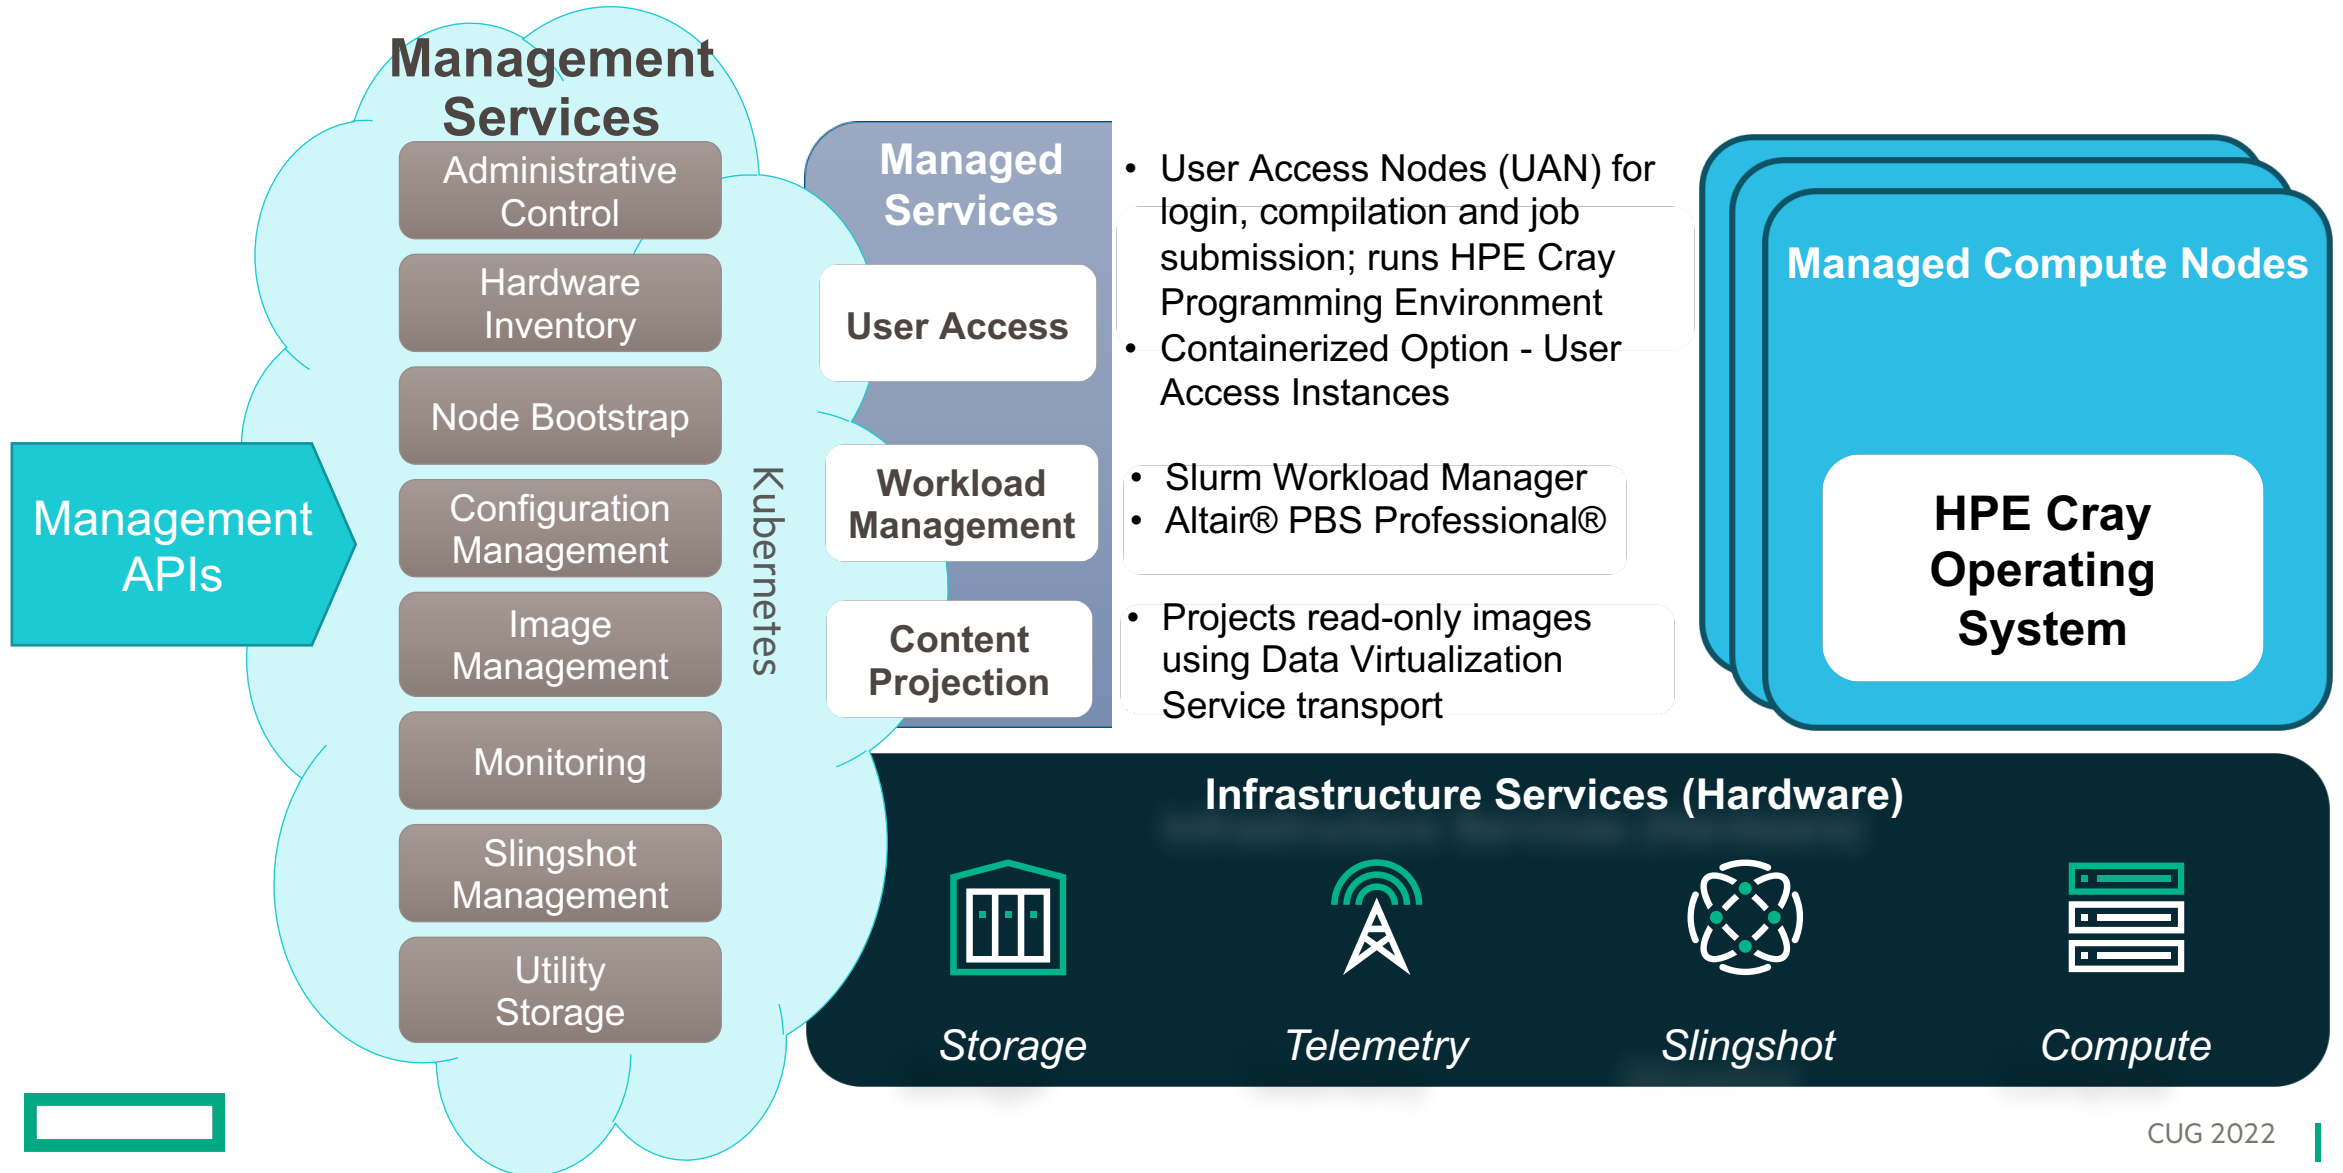 Management
Services
Administrative
Control
Hardware
Inventory
Node Bootstrap
Configuration
Management
Image
Management
Monitoring
Slingshot
Management
Utility
Storage
Management
APIs
Kubernetes
Managed
Services
User Access
• User Access Nodes (UAN) for
login, compilation and job
submission; runs HPE Cray
Programming Environment
• Containerized Option - User
Access Instances
Workload
Management
• Slurm Workload Manager
• Altair® PBS Professional®
Content
Projection
• Projects read-only images
using Data Virtualization
Service transport
Managed Compute Nodes
HPE Cray
Operating
System
Infrastructure Services (Hardware)
Storage
Telemetry
Slingshot
Compute
CUG 2022